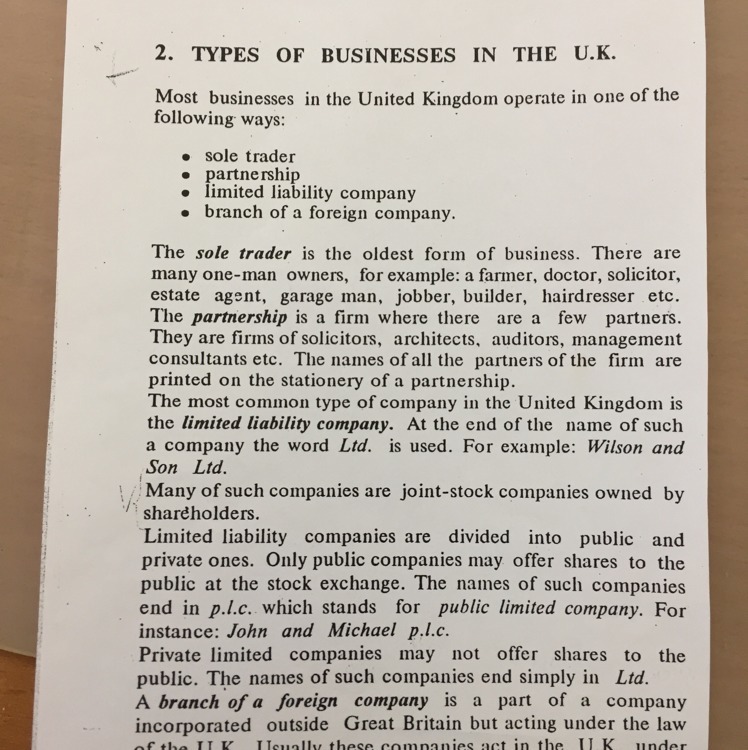 2. TYPES OF BUSINESSES IN THE U.K.
Most businesses in the United Kingdom operate in one of the
following ways:
• sole trader
• partnership
• limited liability company
• branch of a foreign company.
The sole trader is the oldest form of business. There are
many one-man owners, for example: a farmer, doctor, solicitor,
estate agent, garage man, jobber, builder, hairdresser etc.
The partnership is a firm where there are a few partners.
They are firms of solicitors, architects, auditors, management
consultants etc. The names of all the partners of the firm are
printed on the stationery of a partnership.
The most common type of company in the United Kingdom is
the limited liability company. At the end of the name of such
a company the word Ltd. is used. For example: Wilson and
Son Ltd.
Many of such companies are joint-stock companies owned by
shareholders.
Limited liability companies are divided into public and
private ones. Only public companies may offer shares to the
public at the stock exchange. The names of such companies
end in p.l.c. which stands for public limited company. For
instance: John and Michael p.l.c.
Private limited companies may not offer shares to the
public. The names of such companies end simply in Ltd.
A branch of a foreign company is a part of a company
incorporated outside Great Britain but acting under the law
of the U.K. Usually these companies act in the U.K. under